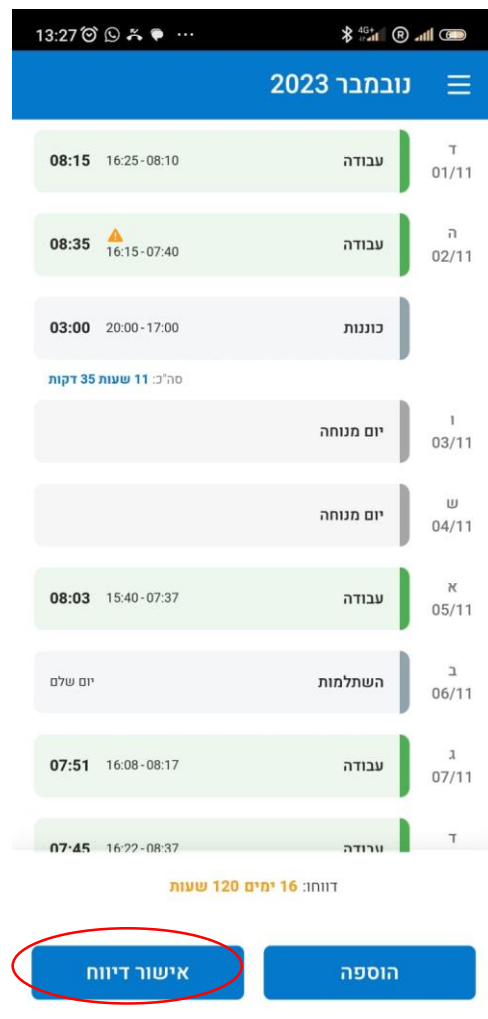 13:27
4G+ R
נובמבר 2023
ד
01/11
עבודה 08:10-16:25 08:15
ה
02/11
עבודה 07:40-16:15 08:35
כוננות 17:00-20:00 03:00
סה"כ: 11 שעות 35 דקות
ו
03/11
יום מנוחה
ש
04/11
יום מנוחה
א
05/11
עבודה 07:37-15:40 08:03
ב
06/11
השתלמות יום שלם
ג
07/11
עבודה 08:17-16:08 07:51
ד
עבודה 08:37-16:22 07:45
דווחו: 16 ימים 120 שעות
הוספה אישור דיווח